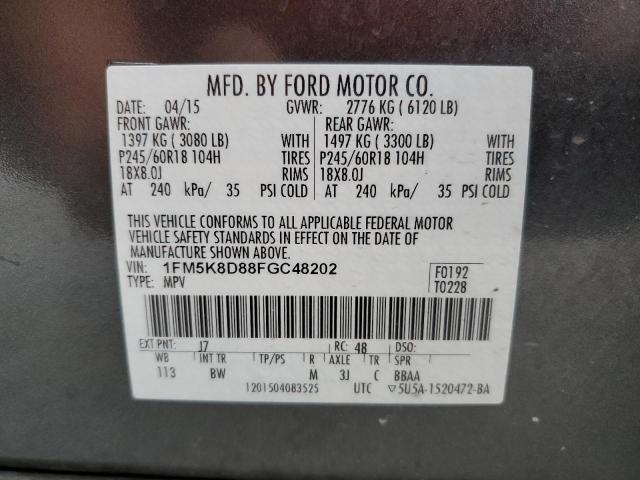 MFD. BY FORD MOTOR CO.
DATE: 04/15 GVWR: 2776 KG ( 6120 LB)
FRONT GAWR: REAR GAWR:
1397 KG ( 3080 LB) WITH 1497 KG ( 3300 LB) WITH
P245/60R18 104H TIRES P245/60R18 104H TIRES
18X8.0J RIMS 18X8.0J RIMS
AT 240 kPa/ 35 PSI COLD AT 240 kPa/ 35 PSI COLD
THIS VEHICLE CONFORMS TO ALL APPLICABLE FEDERAL MOTOR
VEHICLE SAFETY STANDARDS IN EFFECT ON THE DATE OF
MANUFACTURE SHOWN ABOVE.
VIN: 1FM5K8D88FGC48202 F0192
TYPE: MPV T0228
EXT PNT: J7 RC: 48 DSO:
WB INT TR TP/PS R AXLE TR SPR
113 BW M 3J C BBAA
1201504083525 UTC ▽5U5A-1520472-BA